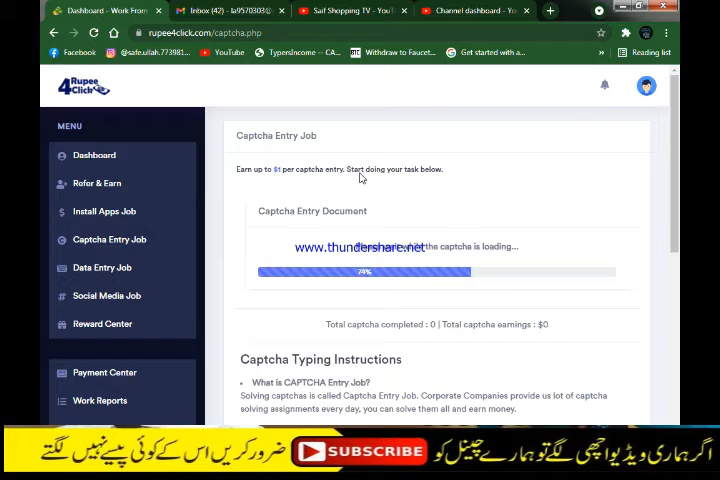 Dashboard - Work From
Inbox (42) - fa9570303@
Saif Shopping TV - YouT
Channel dashboard - Yo
rupee4click.com/captcha.php
Facebook
@safe.ullah.773981...
YouTube
TypersIncome -- CA...
Withdraw to Faucet...
Get started with a...
Reading list
4 Rupee Click
MENU
Dashboard
Refer & Earn
Install Apps Job
Captcha Entry Job
Data Entry Job
Social Media Job
Reward Center
Payment Center
Work Reports
Captcha Entry Job
Earn up to $1 per captcha entry. Start doing your task below.
Captcha Entry Document
www.thundershare.net
while the captcha is loading...
74%
Total captcha completed : 0 | Total captcha earnings : $0
Captcha Typing Instructions
• What is CAPTCHA Entry Job?
Solving captchas is called Captcha Entry Job. Corporate Companies provide us lot of captcha
solving assignments every day, you can solve them all and earn money.
اگر ہماری ویڈیو اچھی لگے تو ہمارے چینل کو SUBSCRIBE ضرور کریں اس کے کوئی پیسے نہیں لگتے